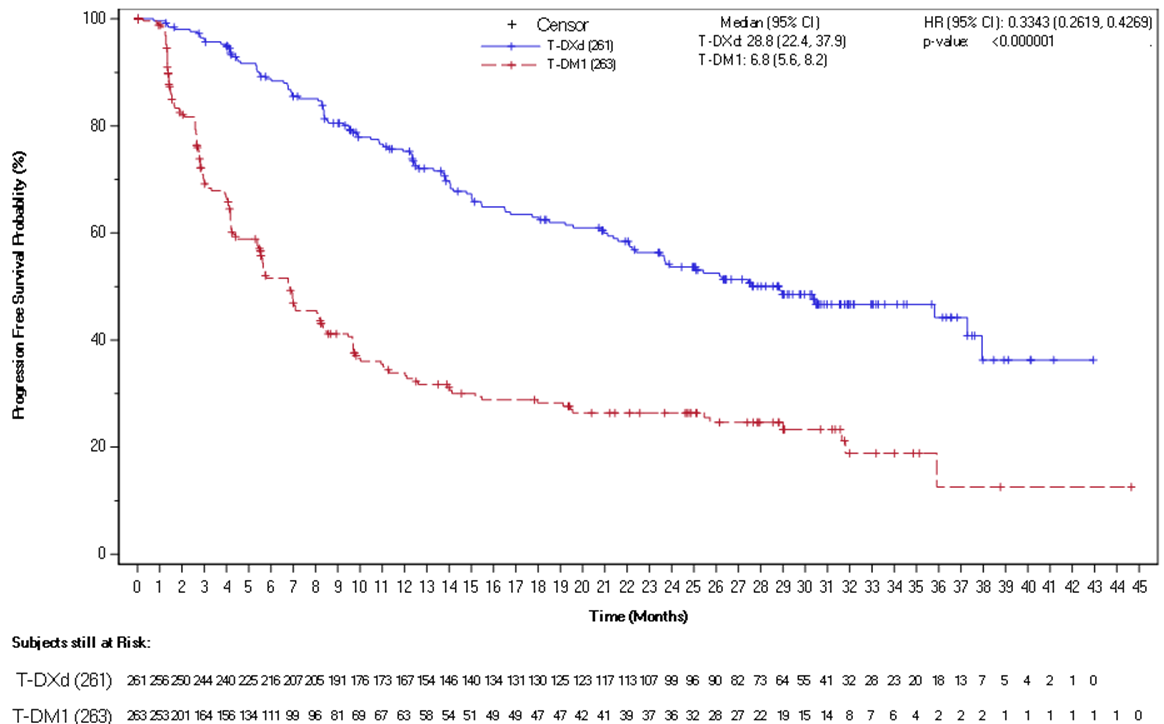 + Censor
T-DXd (261)
T-DM1 (263)
Median (95% CI)
T-DXd: 28.8 (22.4, 37.9)
T-DM1: 6.8 (5.6, 8.2)
HR (95% CI): 0.3343 (0.2619, 0.4269)
p-value: <0.000001
Progression Free Survival Probablity (%)
100
80
60
40
20
0
0 1 2 3 4 5 6 7 8 9 10 11 12 13 14 15 16 17 18 19 20 21 22 23 24 25 26 27 28 29 30 31 32 33 34 35 36 37 38 39 40 41 42 43 44 45
Time (Months)
Subjects still at Risk:
T-DXd (261) 261 256 250 244 240 225 216 207 205 191 176 173 167 154 146 140 134 131 130 125 123 117 113 107 99 96 90 82 73 64 55 41 32 28 23 20 18 13 7 5 4 2 1 0
T-DM1 (263) 263 253 201 164 156 134 111 99 96 81 69 67 63 58 54 51 49 49 47 47 42 41 39 37 36 32 28 27 22 19 15 14 8 7 6 4 2 2 2 1 1 1 1 1 1 0